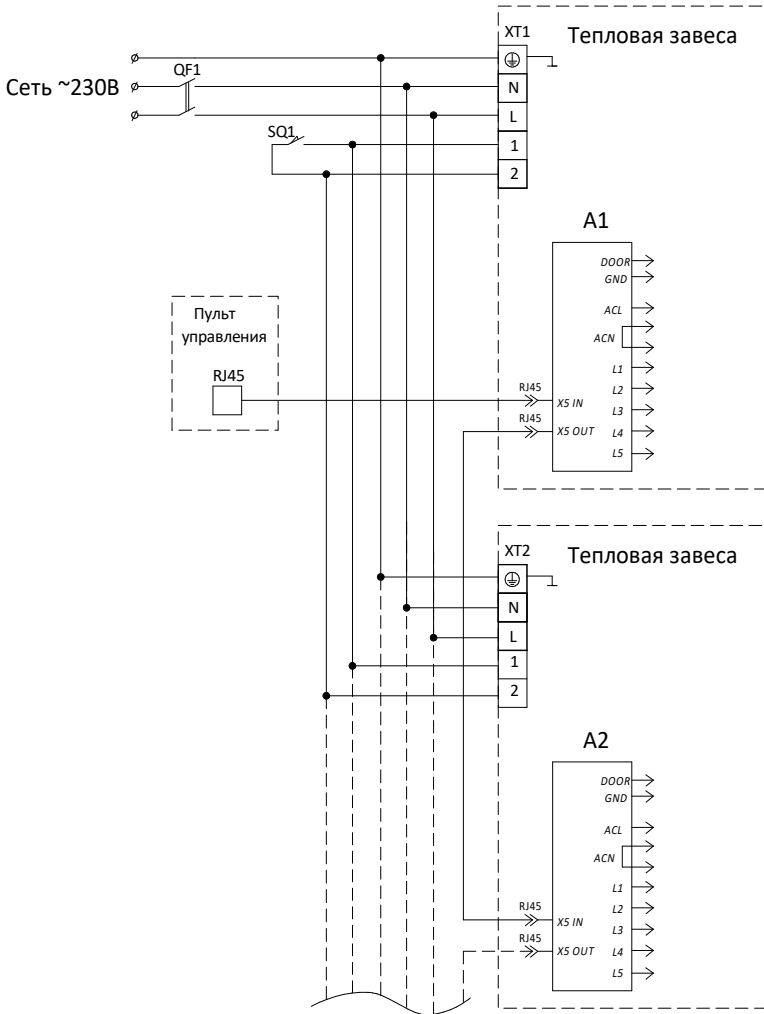 XT1
Тепловая завеса
Сеть ~230В
QF1
N
L
SQ1
1
2
A1
DOOR
GND
ACL
ACN
L1
L2
L3
L4
L5
Пульт
управления
RJ45
RJ45
X5 IN
RJ45
X5 OUT
XT2
Тепловая завеса
N
L
1
2
A2
DOOR
GND
ACL
ACN
L1
L2
L3
L4
L5
RJ45
X5 IN
RJ45
X5 OUT